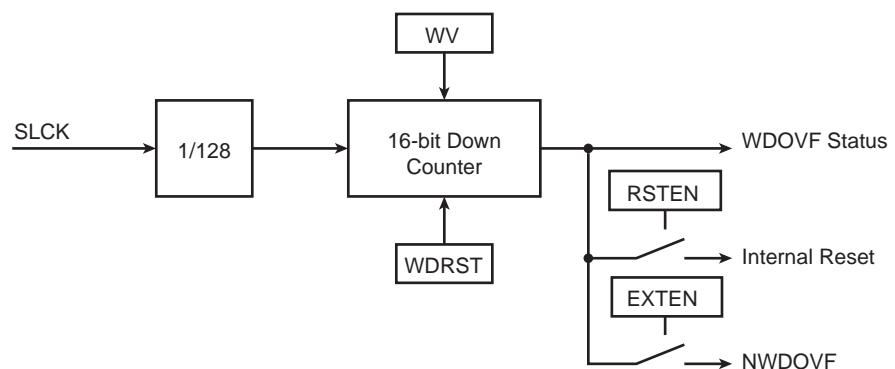 WV
SLCK
1/128
16-bit Down
Counter
WDOVF Status
RSTEN
WDRST
Internal Reset
EXTEN
NWDOVF